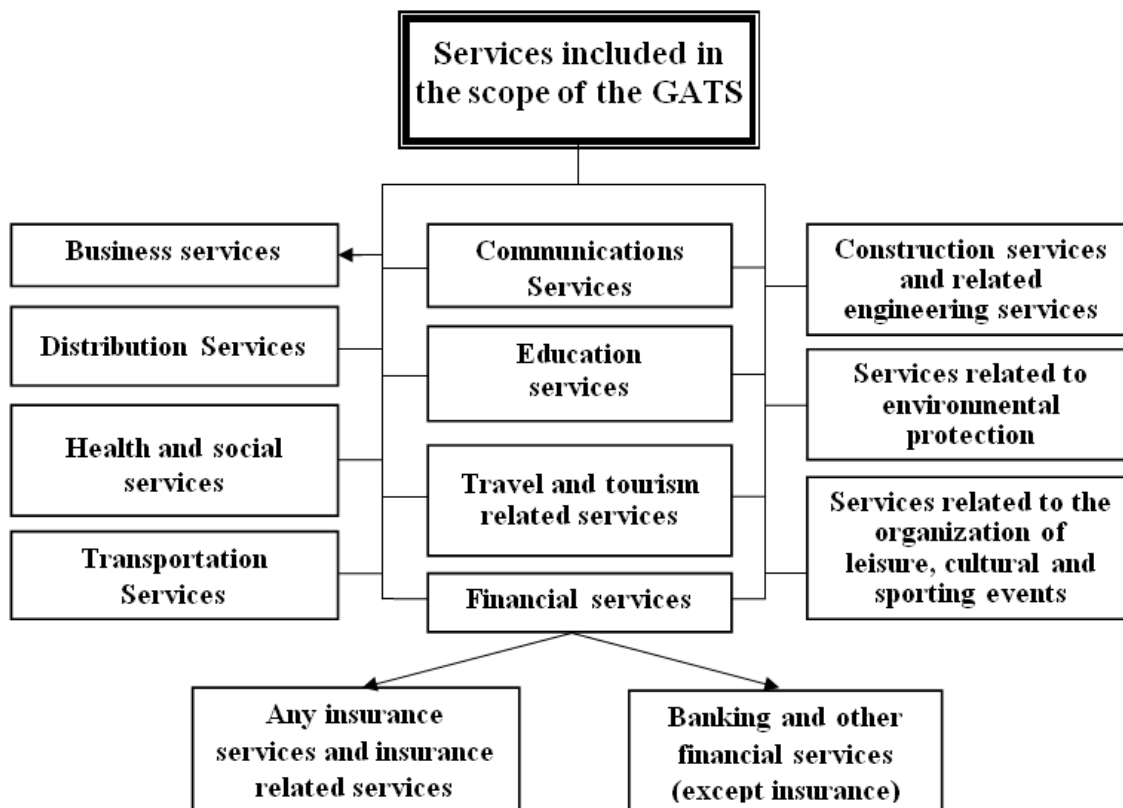 Services included in
the scope of the GATS
Business services
Distribution Services
Health and social
services
Transportation
Services
Communications
Services
Education
services
Travel and tourism
related services
Financial services
Construction services
and related
engineering services
Services related to
environmental
protection
Services related to the
organization of
leisure, cultural and
sporting events
Any insurance
services and insurance
related services
Banking and other
financial services
(except insurance)